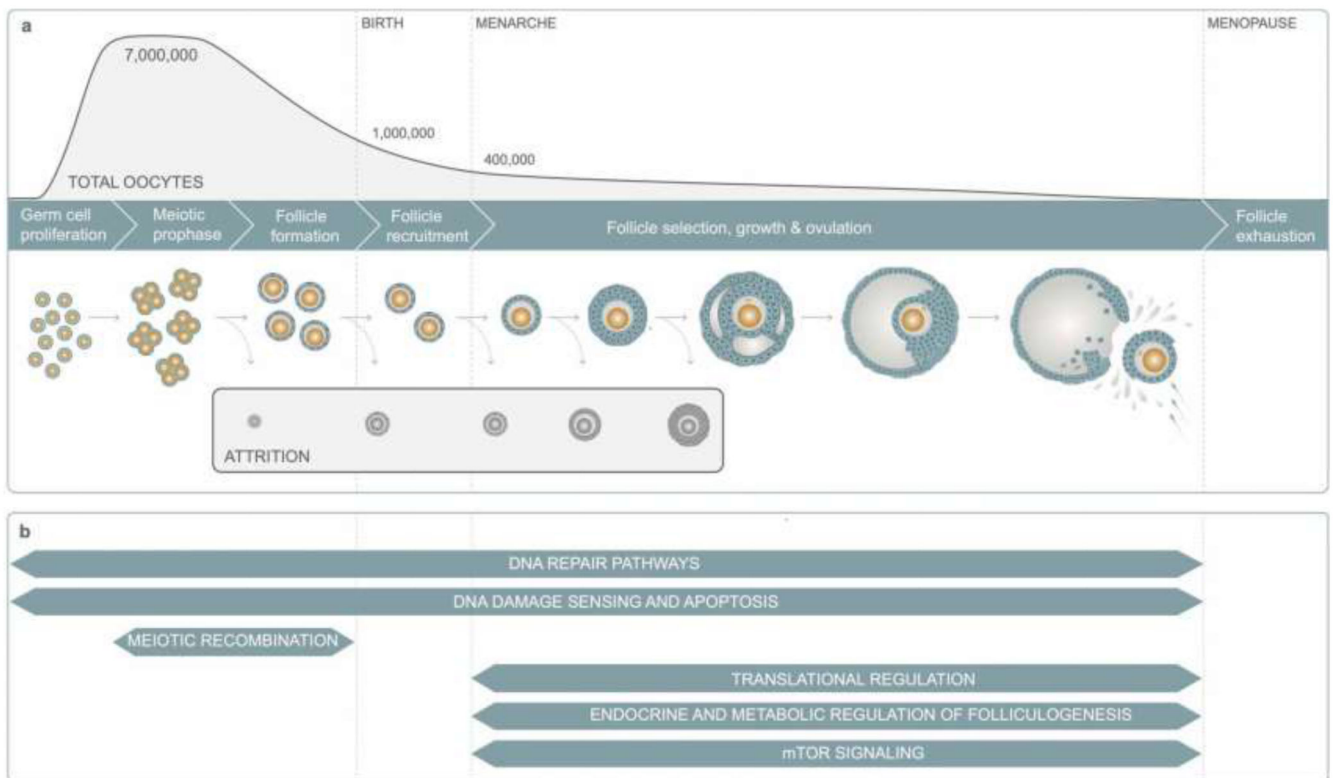 a
BIRTH
MENARCHE
MENOPAUSE
7,000,000
1,000,000
400,000
TOTAL OOCYTES
Germ cell
proliferation
Meiotic
prophase
Follicle
formation
Follicle
recruitment
Follicle selection, growth & ovulation
Follicle
exhaustion
ATTRITION
b
DNA REPAIR PATHWAYS
DNA DAMAGE SENSING AND APOPTOSIS
MEIOTIC RECOMBINATION
TRANSLATIONAL REGULATION
ENDOCRINE AND METABOLIC REGULATION OF FOLLICULOGENESIS
mTOR SIGNALING